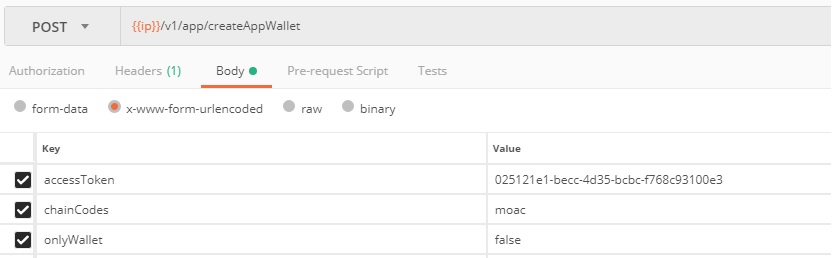 POST {{ip}}/v1/app/createAppWallet
Authorization Headers (1) Body Pre-request Script Tests
form-data x-www-form-urlencoded raw binary
Key Value
accessToken 025121e1-becc-4d35-bcbc-f768c93100e3
chainCodes moac
onlyWallet false